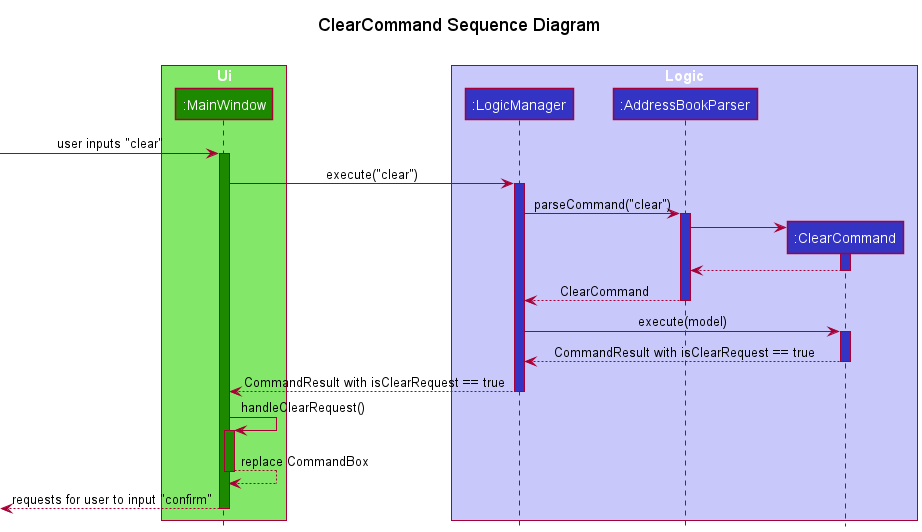 ClearCommand Sequence Diagram
Ui
Logic
:MainWindow
:LogicManager
:AddressBookParser
user inputs "clear"
execute("clear")
parseCommand("clear")
:ClearCommand
ClearCommand
execute(model)
CommandResult with isClearRequest == true
CommandResult with isClearRequest == true
handleClearRequest()
replace CommandBox
requests for user to input "confirm"